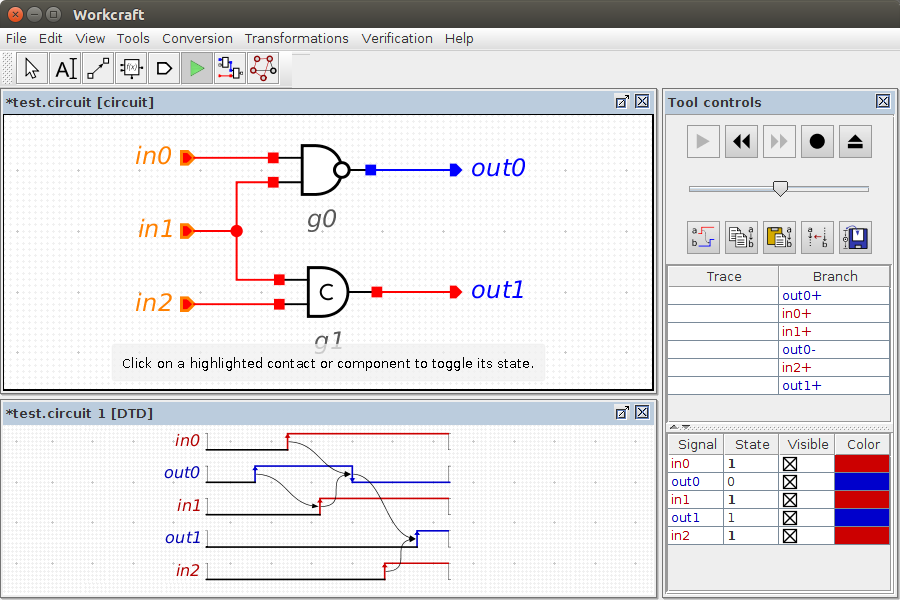 Workcraft
File Edit View Tools Conversion Transformations Verification Help
AI
f(x)
*test.circuit [circuit]
in0
out0
in1
g0
C
in2
out1
g1
Click on a highlighted contact or component to toggle its state.
*test.circuit 1 [DTD]
in0
out0
in1
out1
in2
Tool controls
a b
a b
a b
a b
Trace Branch
out0+
in0+
in1+
out0-
in2+
out1+
Signal State Visible Color
in0 1
out0 0
in1 1
out1 1
in2 1